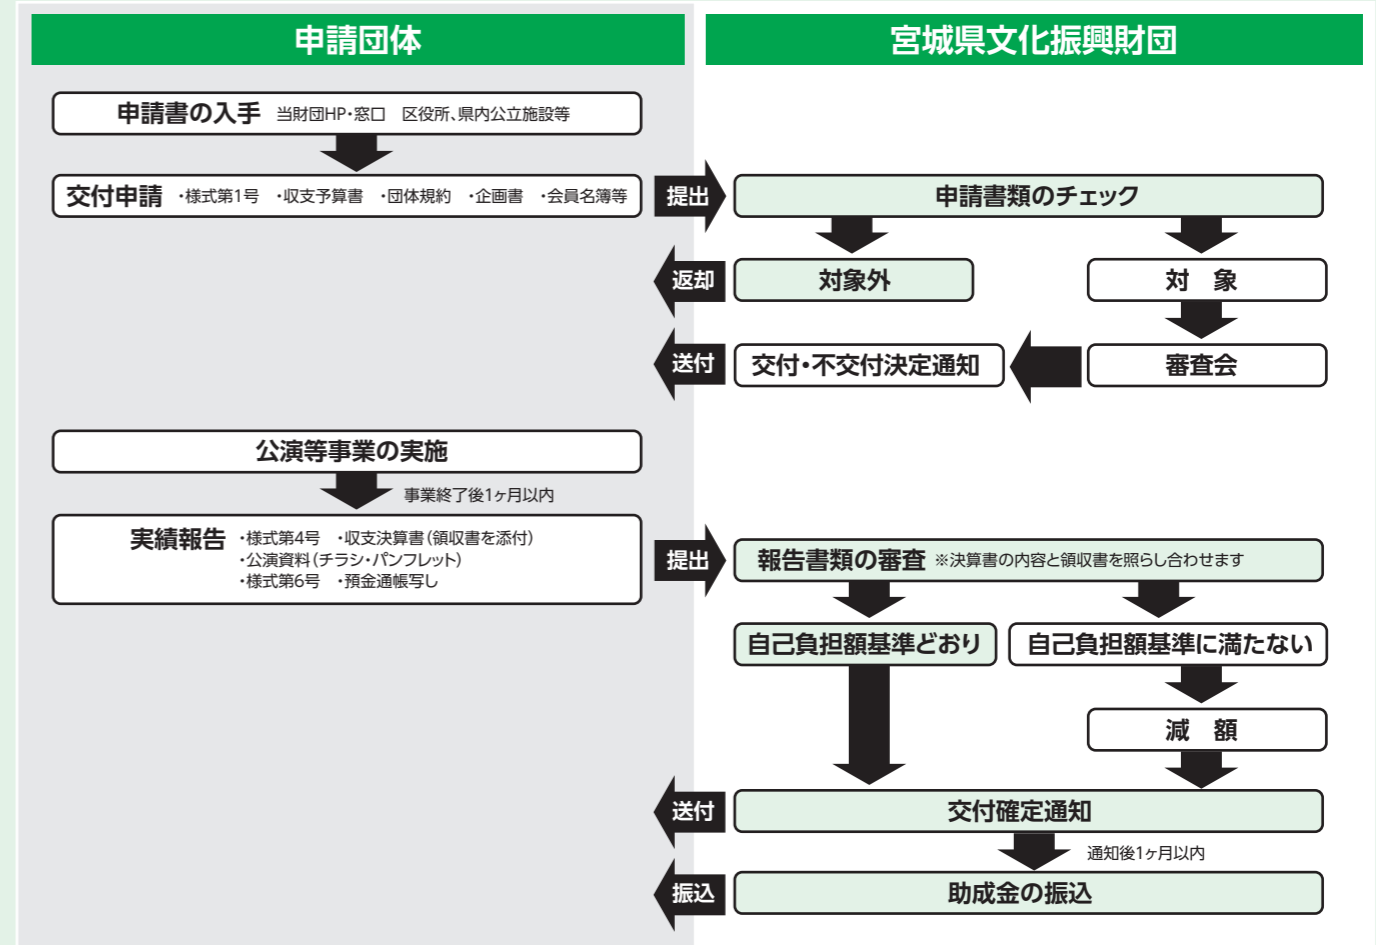 申請団体
宮城県文化振興財団
申請書の入手 当財団HP・窓口 区役所、県内公立施設等
交付申請 ・様式第1号 ・収支予算書 ・団体規約 ・企画書 ・会員名簿等
提出
申請書類のチェック
返却
対象外
対 象
送付
交付・不交付決定通知
審査会
公演等事業の実施
事業終了後1ヶ月以内
実績報告 ・様式第4号 ・収支決算書(領収書を添付)
・公演資料(チラシ・パンフレット)
・様式第6号 ・預金通帳写し
提出
報告書類の審査 ※決算書の内容と領収書を照らし合わせます
自己負担額基準どおり
自己負担額基準に満たない
減 額
送付
交付確定通知
通知後1ヶ月以内
振込
助成金の振込